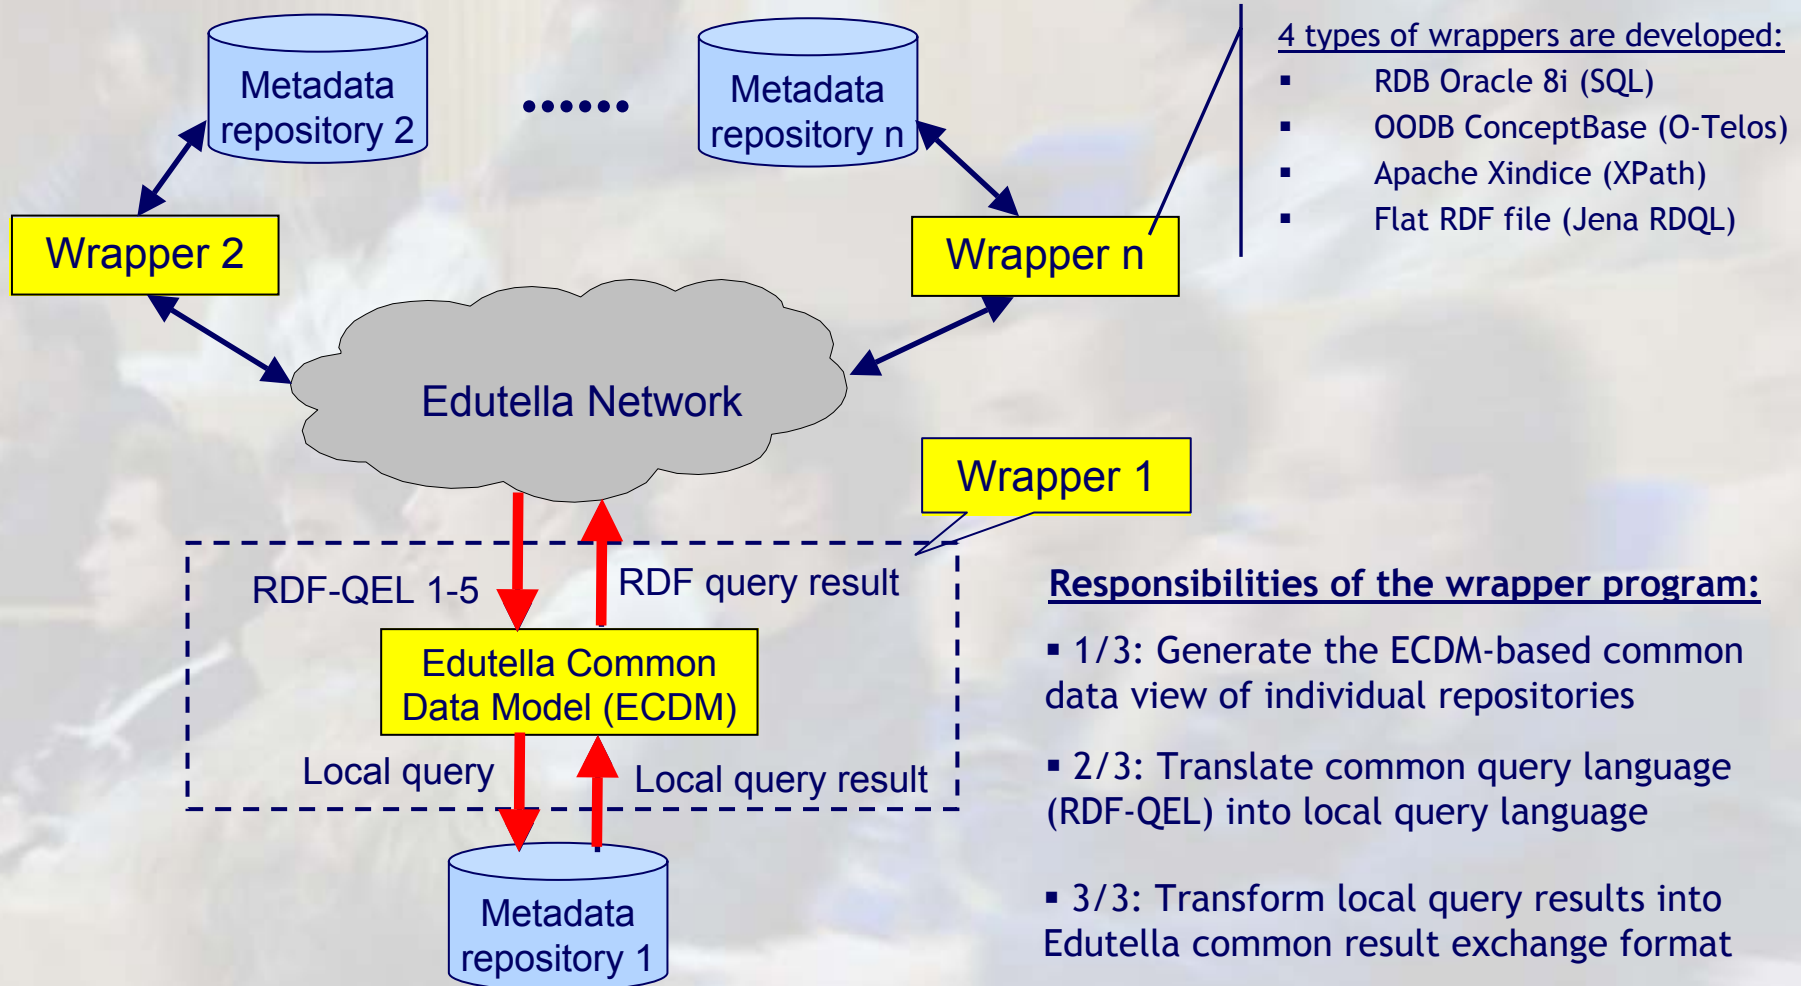 Metadata
repository 2
......
Metadata
repository n
4 types of wrappers are developed:
▪ RDB Oracle 8i (SQL)
▪ OODB ConceptBase (O-Telos)
▪ Apache Xindice (XPath)
▪ Flat RDF file (Jena RDQL)
Wrapper 2
Wrapper n
Edutella Network
Wrapper 1
RDF-QEL 1-5
RDF query result
Edutella Common
Data Model (ECDM)
Local query
Local query result
Metadata
repository 1
Responsibilities of the wrapper program:
▪ 1/3: Generate the ECDM-based common
data view of individual repositories
▪ 2/3: Translate common query language
(RDF-QEL) into local query language
▪ 3/3: Transform local query results into
Edutella common result exchange format